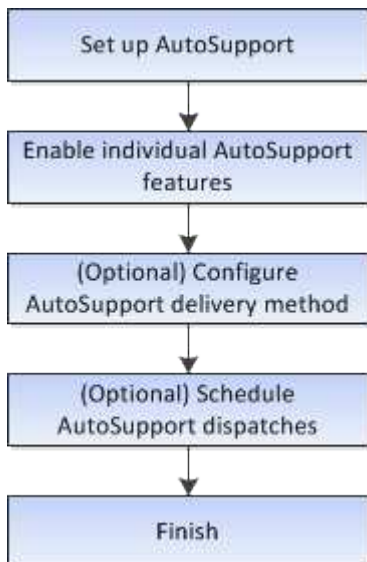 Set up AutoSupport
Enable individual AutoSupport
features
(Optional) Configure
AutoSupport delivery method
(Optional) Schedule
AutoSupport dispatches
Finish